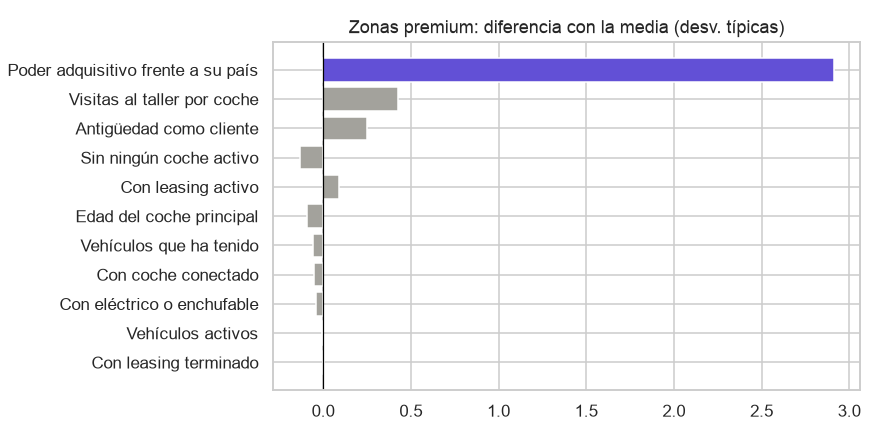 Zonas premium: diferencia con la media (desv. típicas)
Poder adquisitivo frente a su país
Visitas al taller por coche
Antigüedad como cliente
Sin ningún coche activo
Con leasing activo
Edad del coche principal
Vehículos que ha tenido
Con coche conectado
Con eléctrico o enchufable
Vehículos activos
Con leasing terminado
0.0 0.5 1.0 1.5 2.0 2.5 3.0